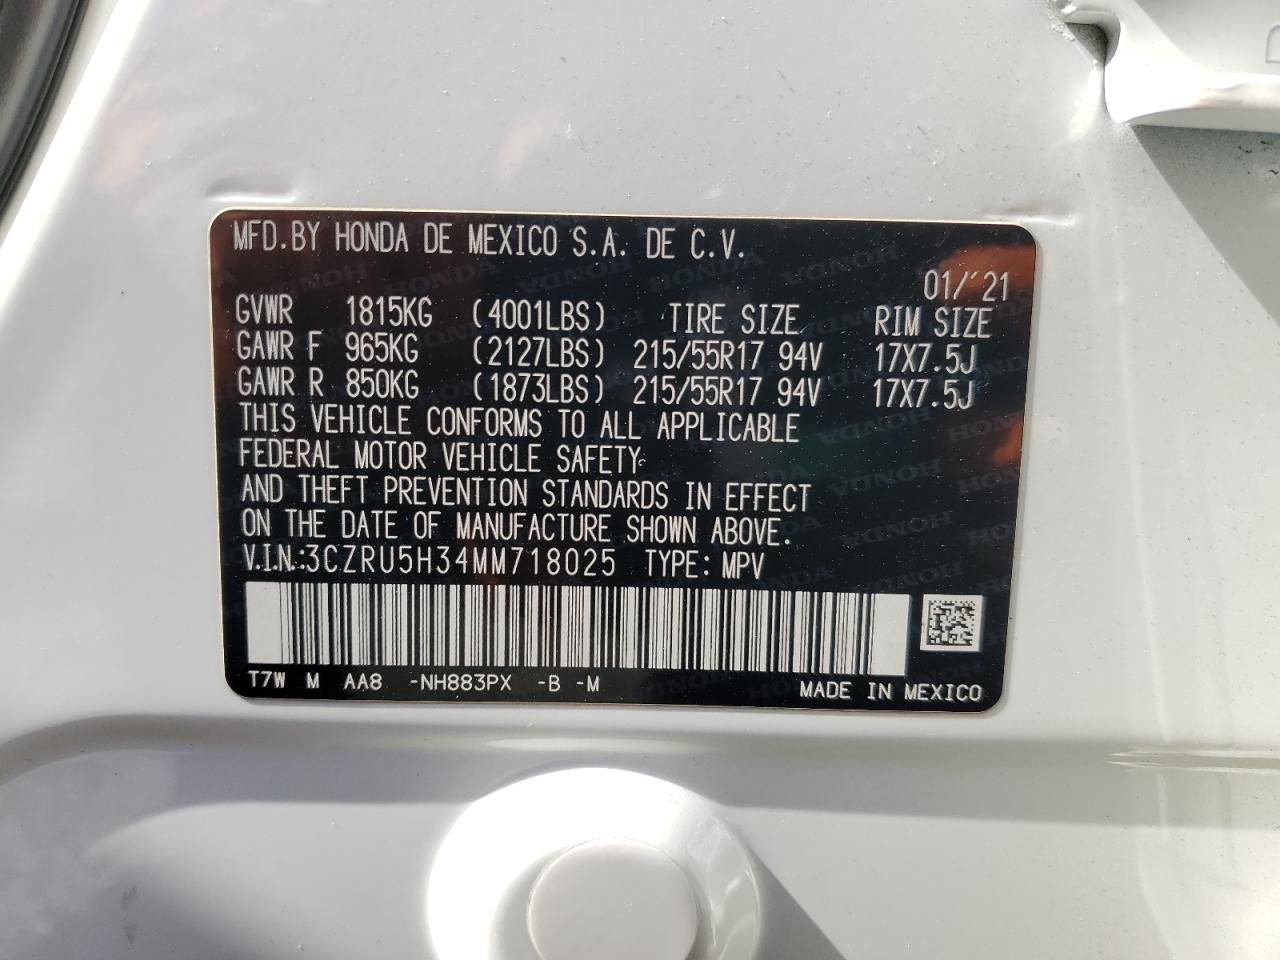 MFD.BY HONDA DE MEXICO S.A. DE C.V.
01/'21
GVWR 1815KG (4001LBS) TIRE SIZE RIM SIZE
GAWR F 965KG (2127LBS) 215/55R17 94V 17X7.5J
GAWR R 850KG (1873LBS) 215/55R17 94V 17X7.5J
THIS VEHICLE CONFORMS TO ALL APPLICABLE
FEDERAL MOTOR VEHICLE SAFETY
AND THEFT PREVENTION STANDARDS IN EFFECT
ON THE DATE OF MANUFACTURE SHOWN ABOVE.
V.I.N.:3CZRU5H34MM718025 TYPE: MPV
T7W M AA8 -NH883PX -B -M MADE IN MEXICO